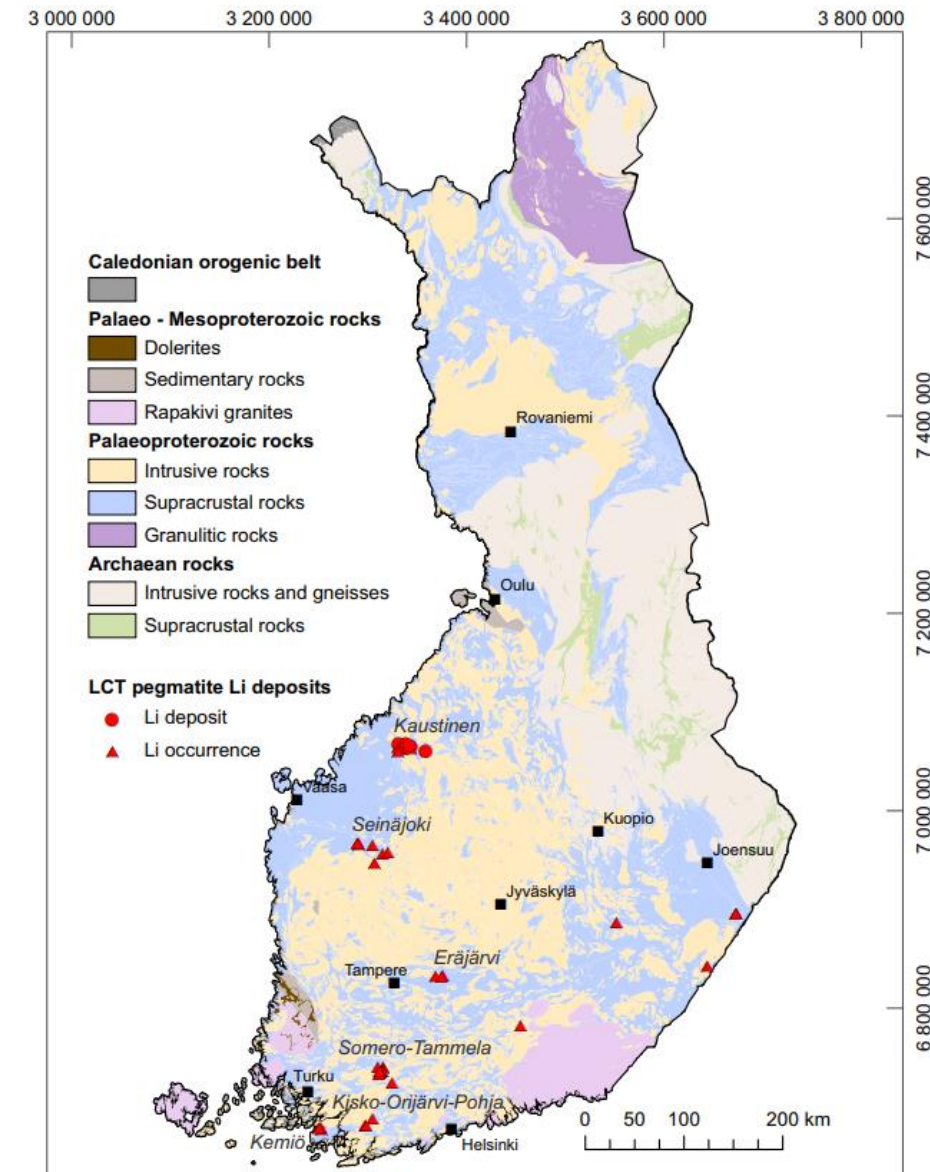 3 000 000
3 200 000
3 400 000
3 600 000
3 800 000
7 600 000
7 400 000
7 200 000
7 000 000
6 800 000
Caledonian orogenic belt
Palaeo - Mesoproterozoic rocks
Dolerites
Sedimentary rocks
Rapakivi granites
Palaeoproterozoic rocks
Intrusive rocks
Supracrustal rocks
Granulitic rocks
Archaean rocks
Intrusive rocks and gneisses
Supracrustal rocks
LCT pegmatite Li deposits
Li deposit
Li occurrence
Rovaniemi
Oulu
Kaustinen
Vaasa
Seinäjoki
Kuopio
Joensuu
Jyväskylä
Eräjärvi
Tampere
Somero-Tammela
Turku
Kisko-Orijärvi-Pohja
Kemiö
Helsinki
0 50 100 200 km